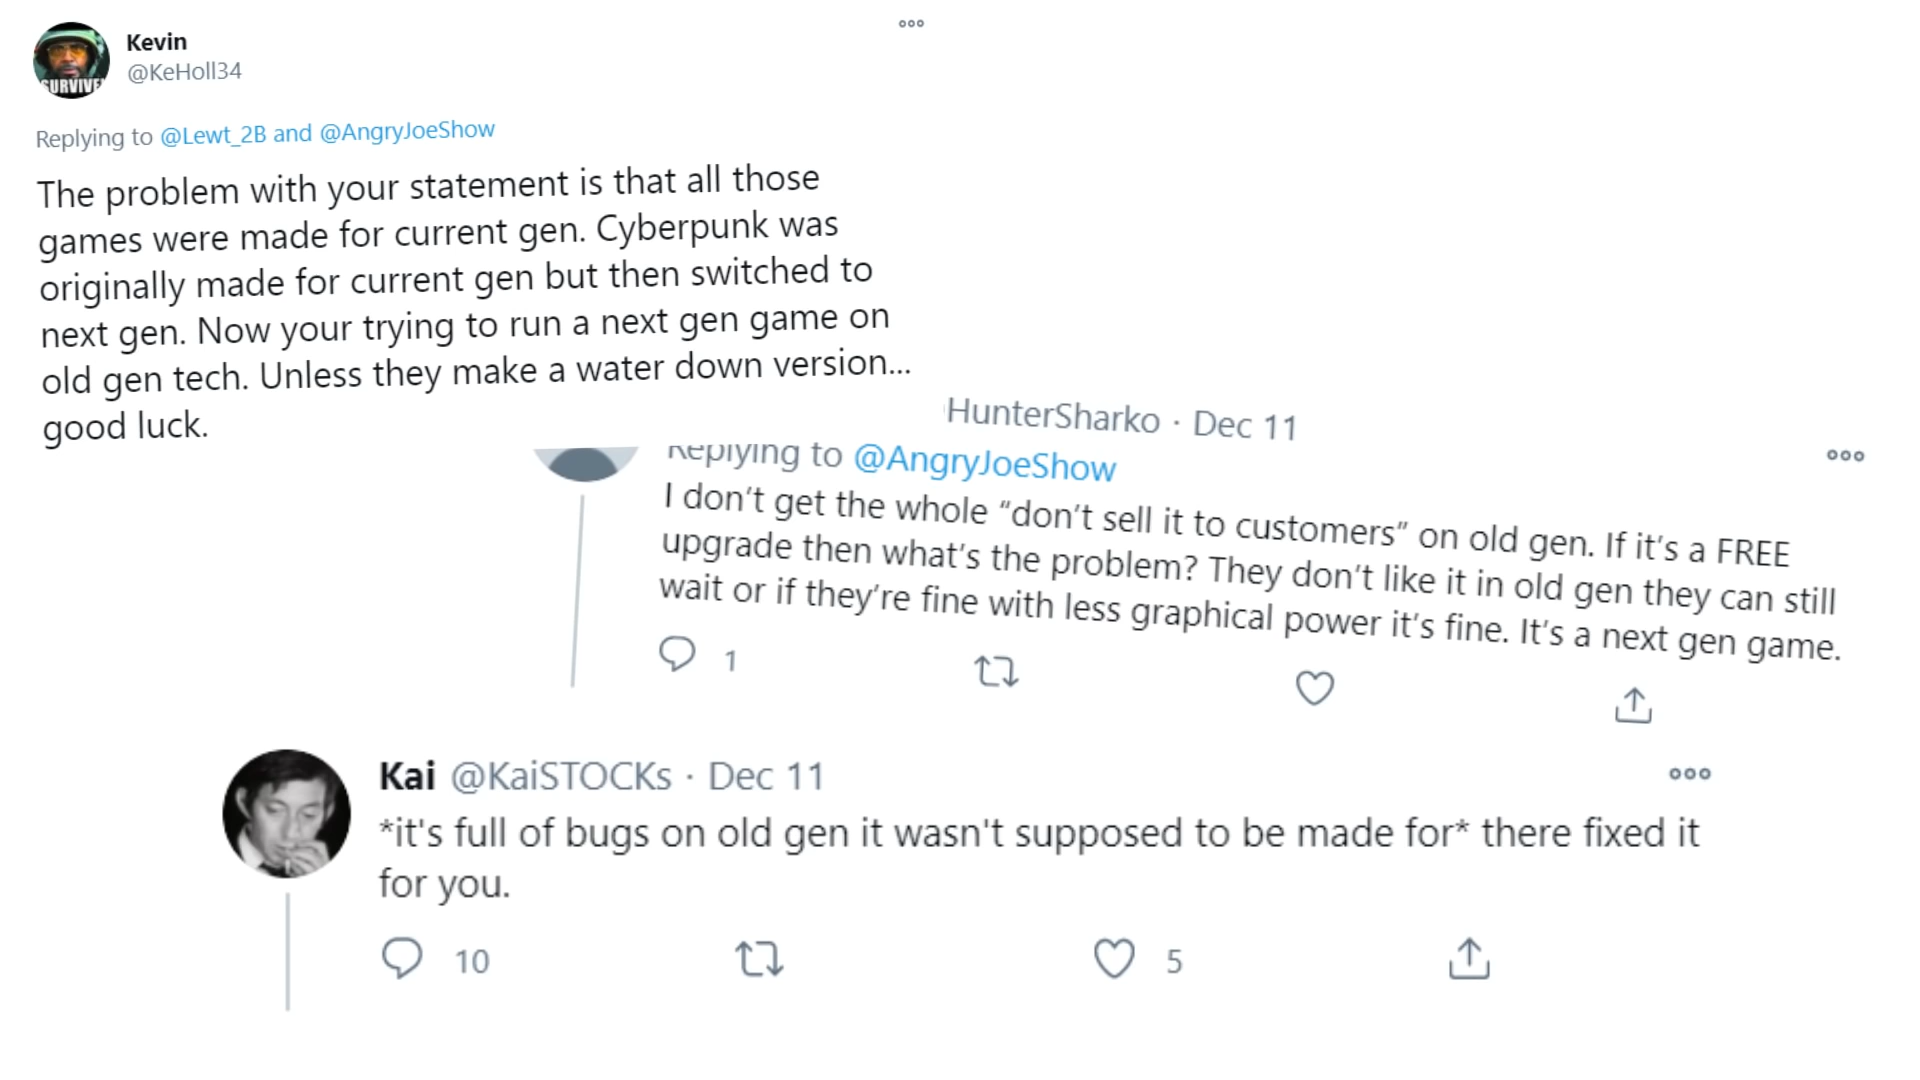 Kevin
@KeHoll34
SURVIVE
Replying to @Lewt_2B and @AngryJoeShow
The problem with your statement is that all those
games were made for current gen. Cyberpunk was
originally made for current gen but then switched to
next gen. Now your trying to run a next gen game on
old gen tech. Unless they make a water down version...
good luck.
HunterSharko · Dec 11
Replying to @AngryJoeShow
I don’t get the whole “don’t sell it to customers” on old gen. If it’s a FREE
upgrade then what’s the problem? They don’t like it in old gen they can still
wait or if they’re fine with less graphical power it’s fine. It’s a next gen game.
1
Kai @KaiSTOCKs · Dec 11
*it's full of bugs on old gen it wasn't supposed to be made for* there fixed it
for you.
10 5